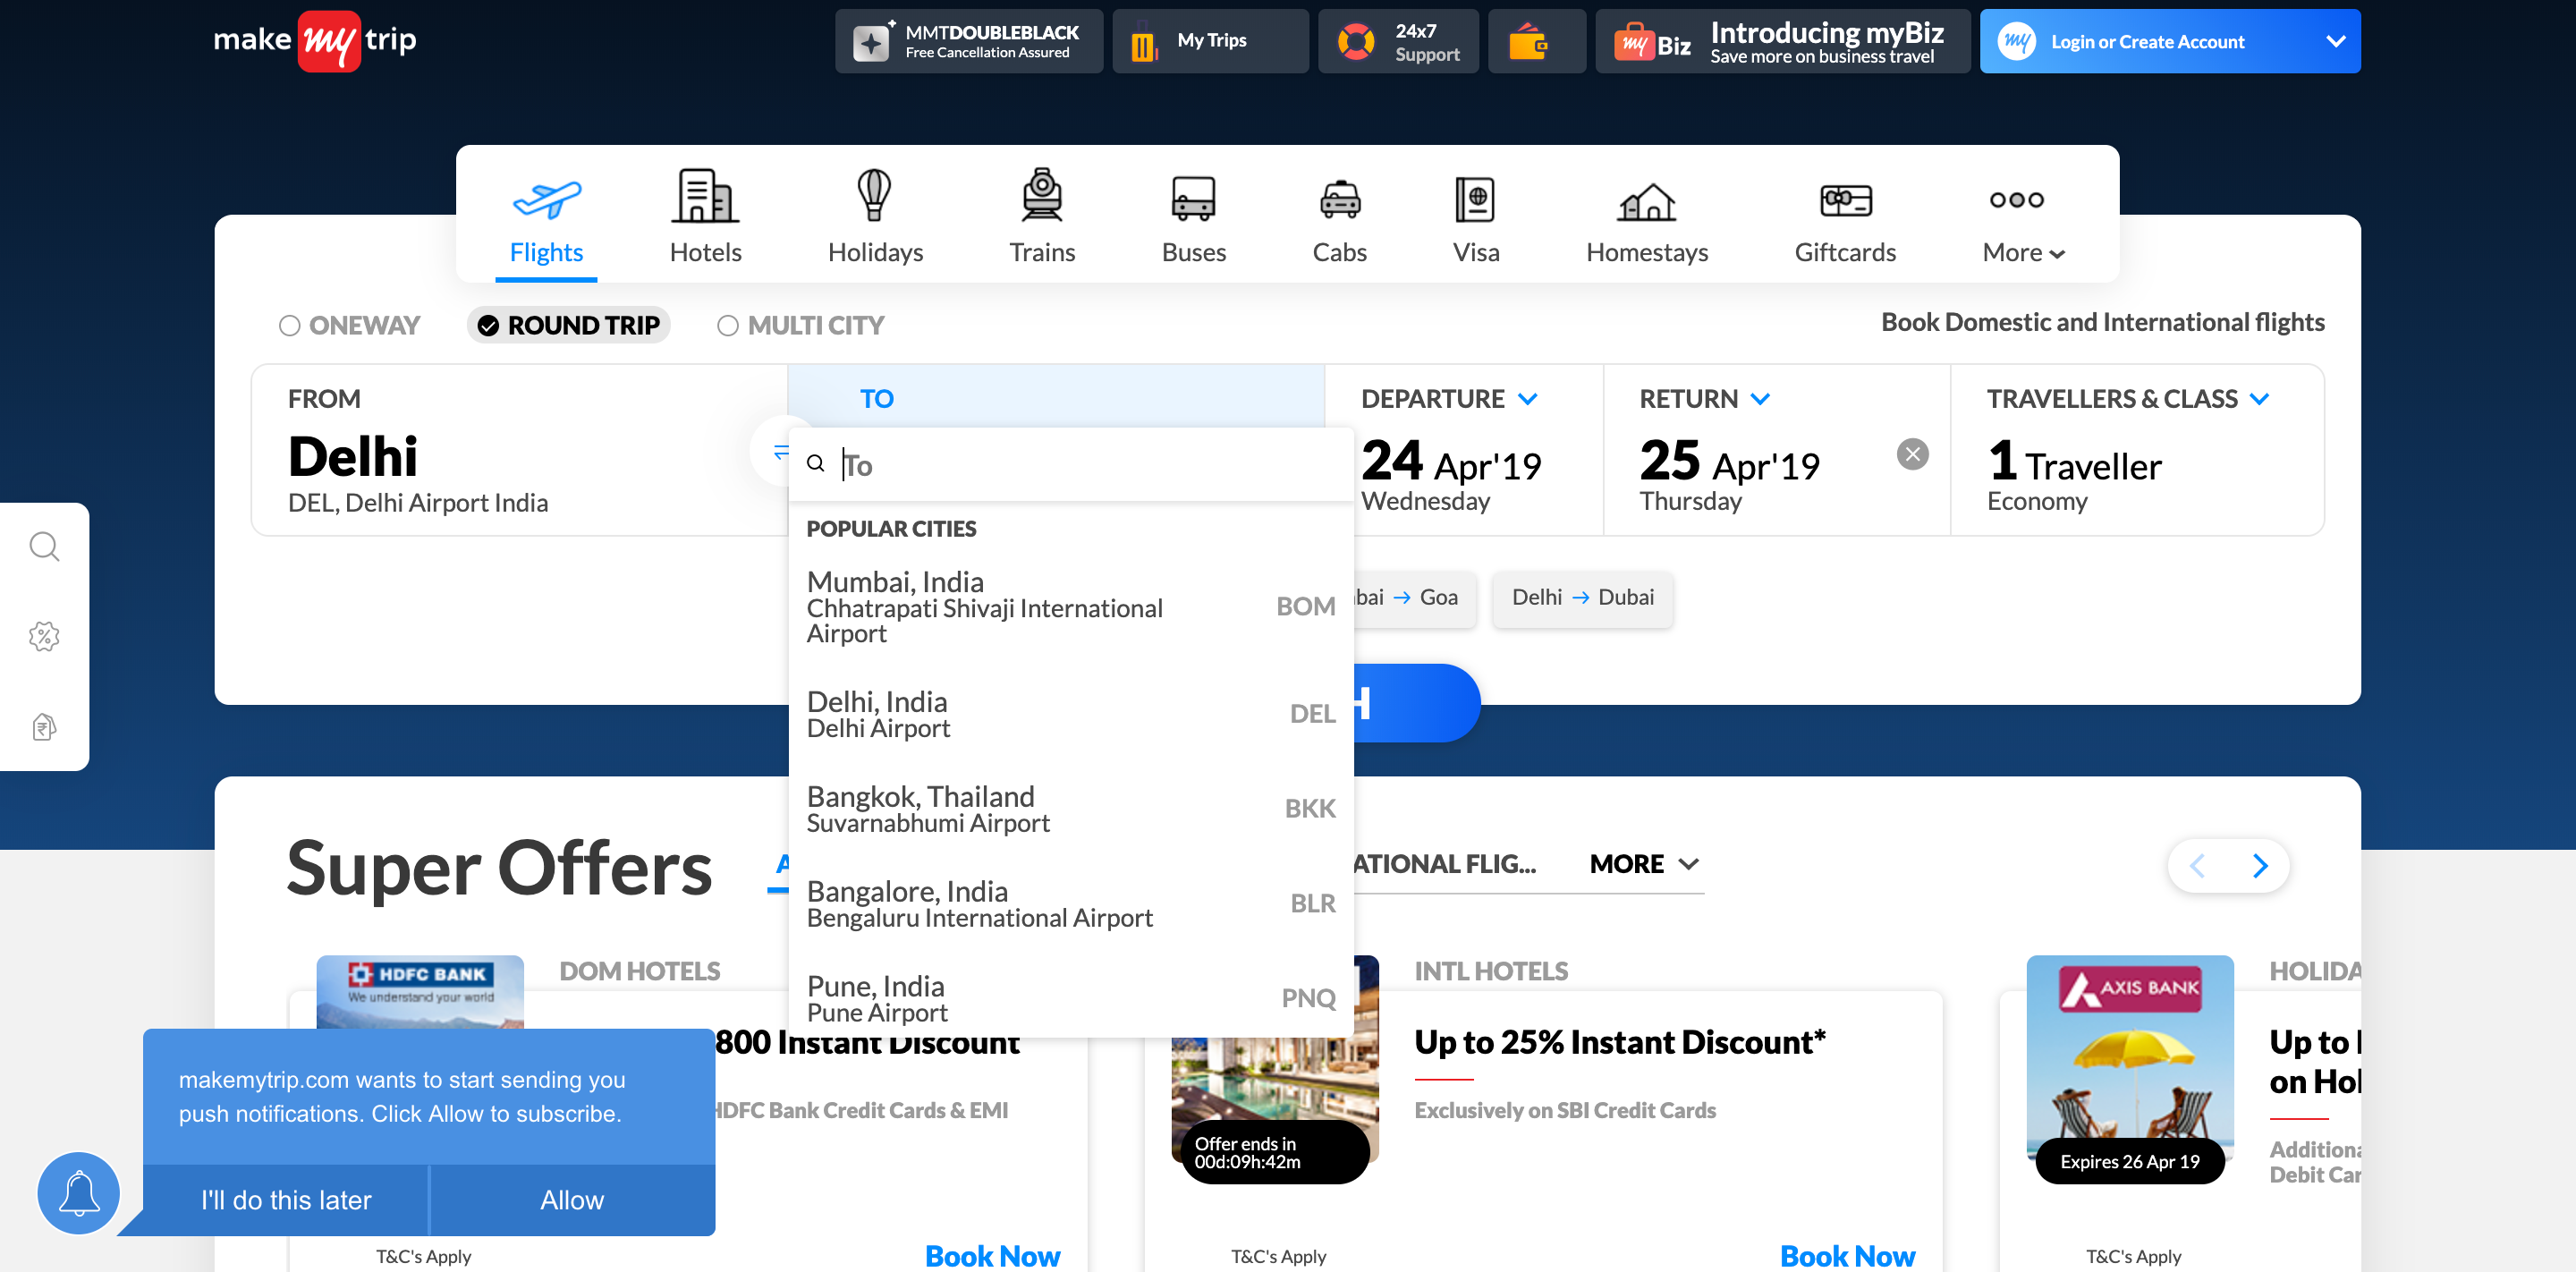 make my trip
MMTDOUBLEBLACK
Free Cancellation Assured
My Trips
24x7
Support
my Biz
Introducing myBiz
Save more on business travel
my
Login or Create Account
Flights
Hotels
Holidays
Trains
Buses
Cabs
Visa
Homestays
Giftcards
More
ONEWAY
ROUND TRIP
MULTI CITY
Book Domestic and International flights
FROM
Delhi
DEL, Delhi Airport India
TO
To
DEPARTURE
24 Apr'19
Wednesday
RETURN
25 Apr'19
Thursday
TRAVELLERS & CLASS
1 Traveller
Economy
POPULAR CITIES
Mumbai, India
Chhatrapati Shivaji International
Airport
BOM
Delhi, India
Delhi Airport
DEL
Bangkok, Thailand
Suvarnabhumi Airport
BKK
Bangalore, India
Bengaluru International Airport
BLR
Pune, India
Pune Airport
PNQ
bai → Goa
Delhi → Dubai
H
Super Offers
ATIONAL FLIG...
MORE
HDFC BANK
We understand your world
DOM HOTELS
800 Instant Discount
HDFC Bank Credit Cards & EMI
T&C's Apply
Book Now
INTL HOTELS
Up to 25% Instant Discount*
Exclusively on SBI Credit Cards
Offer ends in
00d:09h:42m
T&C's Apply
Book Now
AXIS BANK
HOLIDA
Up to
on Hol
Additiona
Debit Car
Expires 26 Apr 19
T&C's Apply
makemytrip.com wants to start sending you
push notifications. Click Allow to subscribe.
I'll do this later
Allow